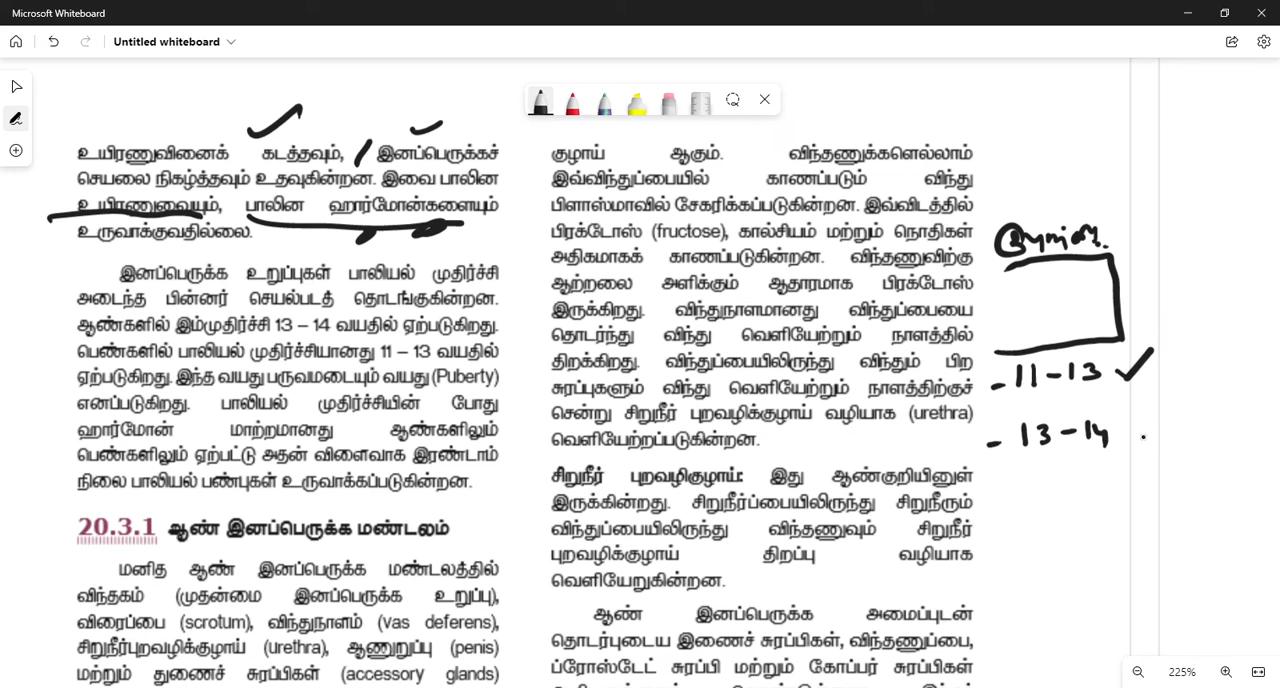 Microsoft Whiteboard
Untitled whiteboard
உயிரணுவினைக் கடத்தவும், இனப்பெருக்கச்
செயலை நிகழ்த்தவும் உதவுகின்றன. இவை பாலின
உயிரணுவையும், பாலின ஹார்மோன்களையும்
உருவாக்குவதில்லை.
இனப்பெருக்க உறுப்புகள் பாலியல் முதிர்ச்சி
அடைந்த பின்னர் செயல்படத் தொடங்குகின்றன.
ஆண்களில் இம்முதிர்ச்சி 13 – 14 வயதில் ஏற்படுகிறது.
பெண்களில் பாலியல் முதிர்ச்சியானது 11 – 13 வயதில்
ஏற்படுகிறது. இந்த வயது பருவமடையும் வயது (Puberty)
எனப்படுகிறது. பாலியல் முதிர்ச்சியின் போது
ஹார்மோன் மாற்றமானது ஆண்களிலும்
பெண்களிலும் ஏற்பட்டு அதன் விளைவாக இரண்டாம்
நிலை பாலியல் பண்புகள் உருவாக்கப்படுகின்றன.
20.3.1 ஆண் இனப்பெருக்க மண்டலம்
மனித ஆண் இனப்பெருக்க மண்டலத்தில்
விந்தகம் (முதன்மை இனப்பெருக்க உறுப்பு),
விரைப்பை (scrotum), விந்துநாளம் (vas deferens),
சிறுநீர்புறவழிக்குழாய் (urethra), ஆணுறுப்பு (penis)
மற்றும் துணைச் சுரப்பிகள் (accessory glands)
குழாய் ஆகும். விந்தணுக்களெல்லாம்
இவ்விந்துப்பையில் காணப்படும் விந்து
பிளாஸ்மாவில் சேகரிக்கப்படுகின்றன. இவ்விடத்தில்
பிரக்டோஸ் (fructose), கால்சியம் மற்றும் நொதிகள்
அதிகமாகக் காணப்படுகின்றன. விந்தணுவிற்கு
ஆற்றலை அளிக்கும் ஆதாரமாக பிரக்டோஸ்
இருக்கிறது. விந்துநாளமானது விந்துப்பையை
தொடர்ந்து விந்து வெளியேற்றும் நாளத்தில்
திறக்கிறது. விந்துப்பையிலிருந்து விந்தும் பிற
சுரப்புகளும் விந்து வெளியேற்றும் நாளத்திற்குச்
சென்று சிறுநீர் புறவழிக்குழாய் வழியாக (urethra)
வெளியேற்றப்படுகின்றன.
சிறுநீர் புறவழிகுழாய்: இது ஆண்குறியினுள்
இருக்கின்றது. சிறுநீர்ப்பையிலிருந்து சிறுநீரும்
விந்துப்பையிலிருந்து விந்தணுவும் சிறுநீர்
புறவழிக்குழாய் திறப்பு வழியாக
வெளியேறுகின்றன.
ஆண் இனப்பெருக்க அமைப்புடன்
தொடர்புடைய இணைச் சுரப்பிகள், விந்தணுப்பை,
ப்ரோஸ்டேட் சுரப்பி மற்றும் கோப்பர் சுரப்பிகள்
- 11 - 13
- 13 - 14
225%